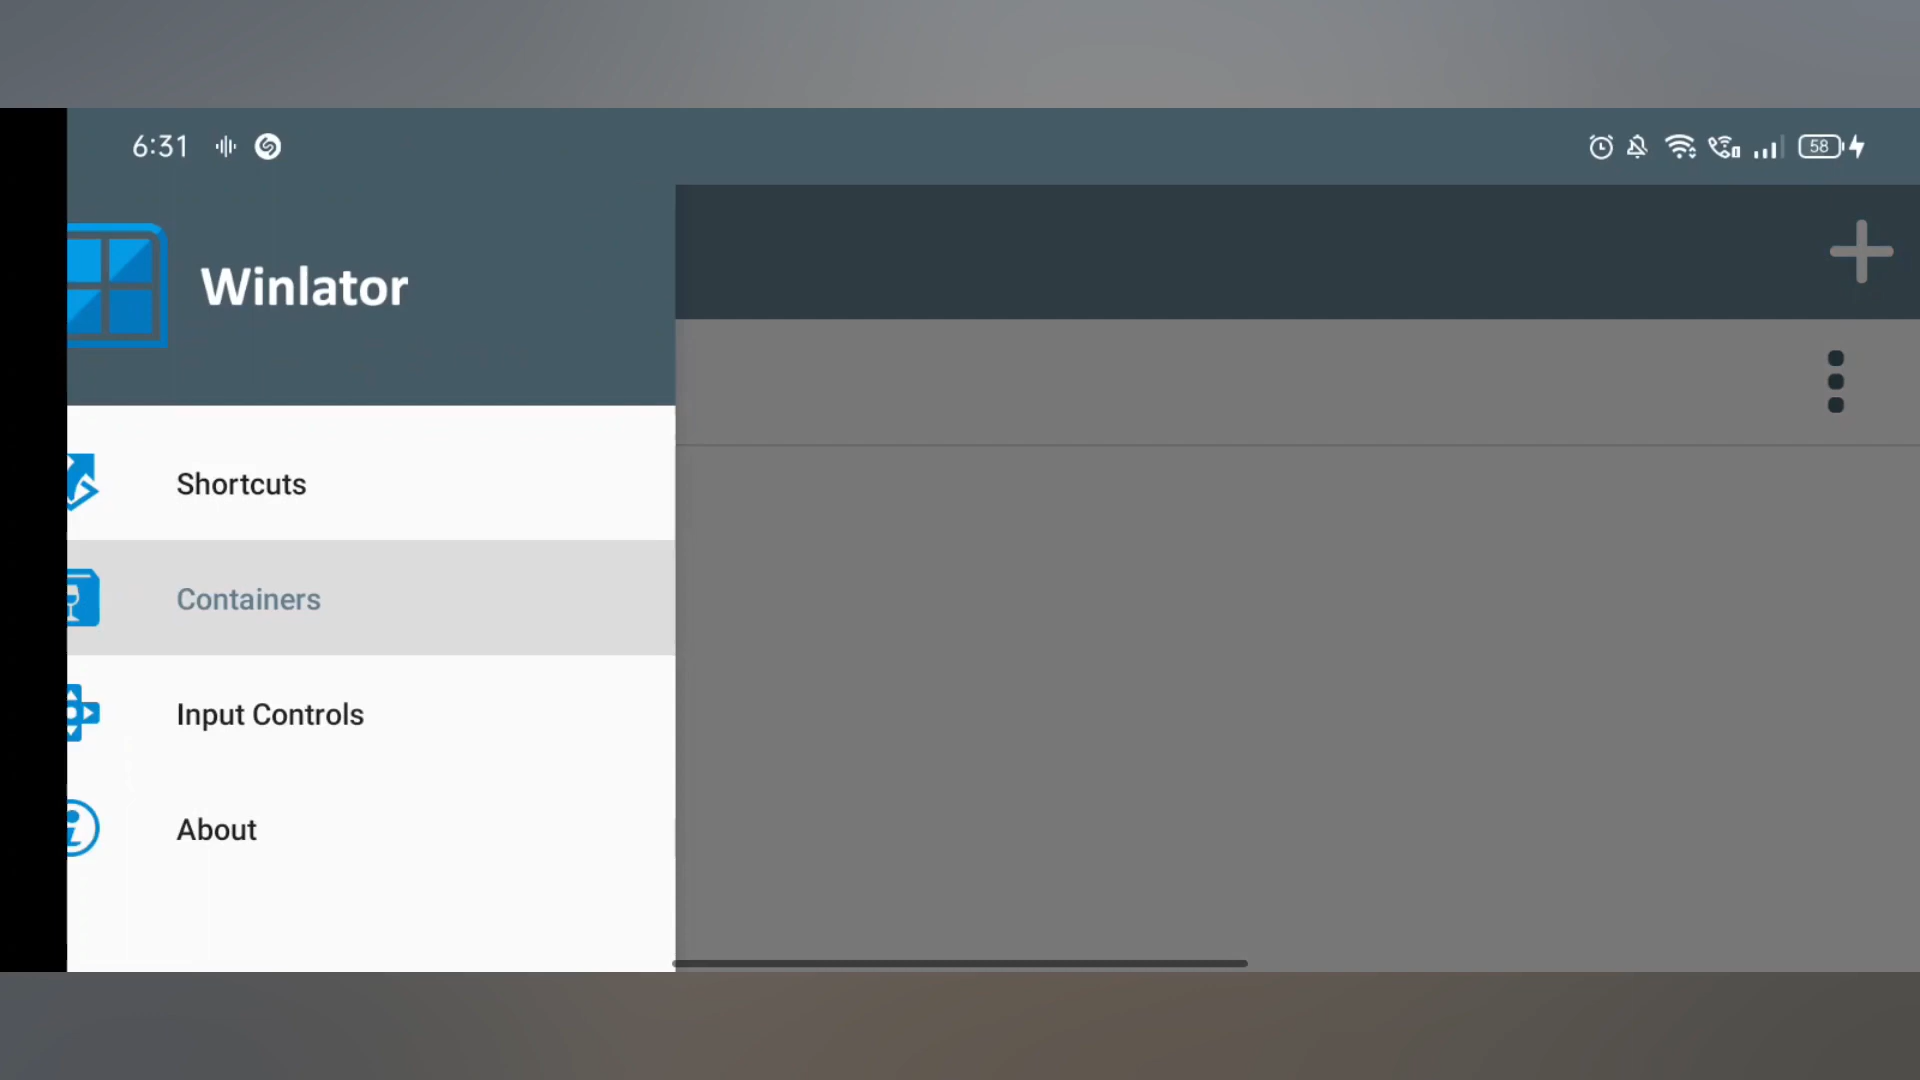 6:31
58
Winlator
Shortcuts
Containers
Input Controls
About